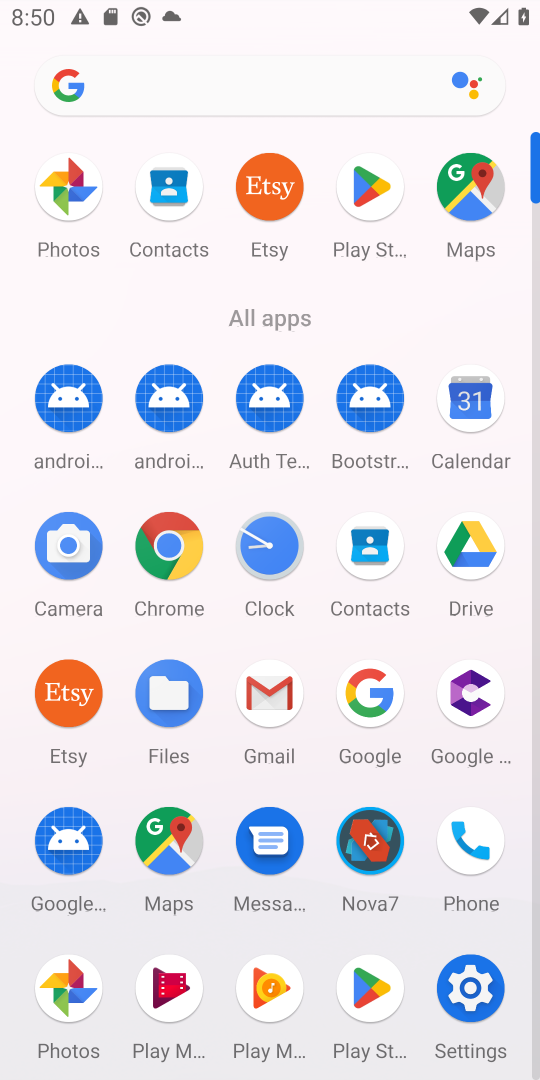 8:50
G
Photos Contacts Etsy Play St... Maps
All apps
androi... androi... Auth Te... Bootstr... Calendar
Camera Chrome Clock Contacts Drive
Etsy Files Gmail Google Google ...
Google... Maps Messa... Nova7 Phone
Photos Play M... Play M... Play St... Settings